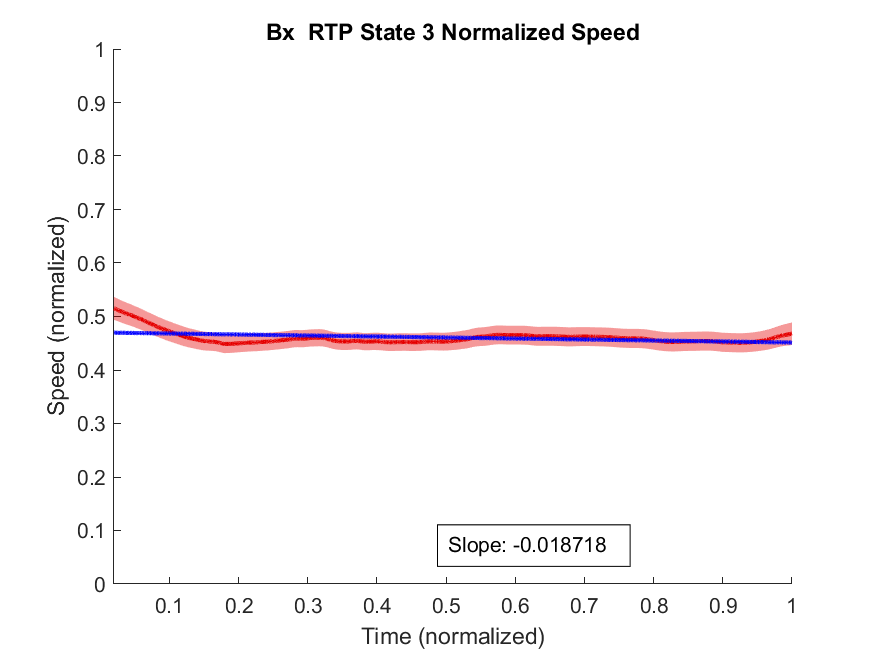 Bx  RTP State 3 Normalized Speed
1
0.9
0.8
0.7
0.6
0.5
0.4
0.3
0.2
0.1
0
Speed (normalized)
Slope: -0.018718
0.1 0.2 0.3 0.4 0.5 0.6 0.7 0.8 0.9 1
Time (normalized)